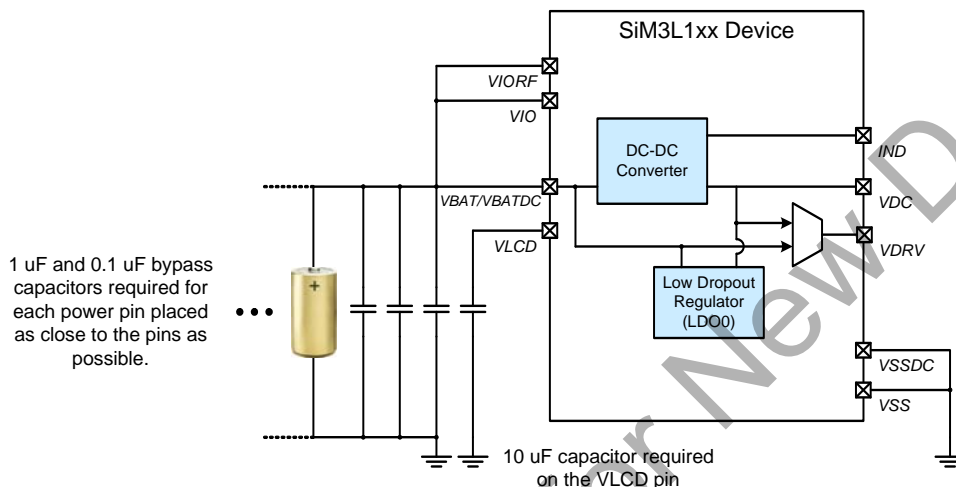 SiM3L1xx Device
VIORF
VIO
DC-DC
Converter
IND
VBAT/VBATDC
VDC
VLCD
VDRV
1 uF and 0.1 uF bypass
capacitors required for
each power pin placed
as close to the pins as
possible.
+
Low Dropout
Regulator
(LDO0)
VSSDC
VSS
10 uF capacitor required
on the VLCD pin
or New D